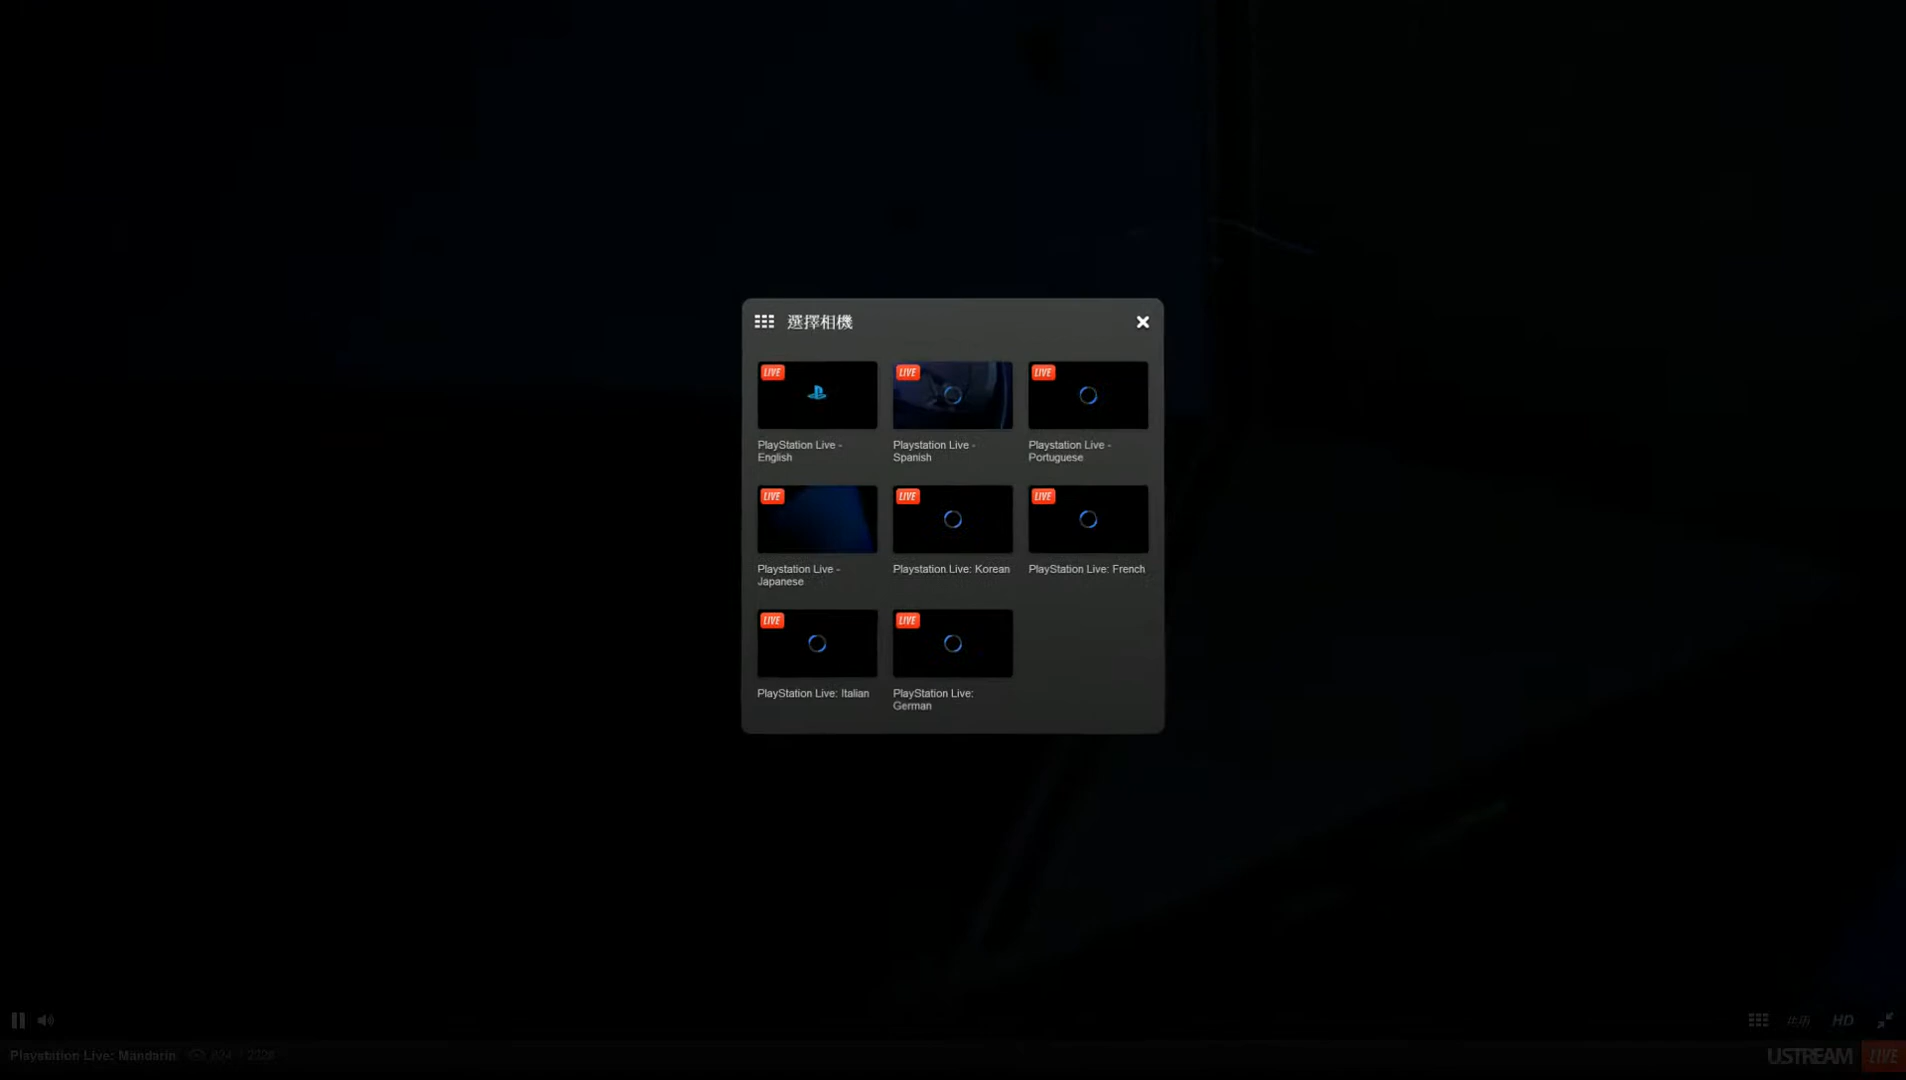 選擇相機
LIVE
LIVE
LIVE
PlayStation Live -
English
Playstation Live -
Spanish
Playstation Live -
Portuguese
LIVE
LIVE
LIVE
Playstation Live -
Japanese
Playstation Live: Korean
PlayStation Live: French
LIVE
LIVE
PlayStation Live: Italian
PlayStation Live:
German
HD
Playstation Live: Mandarin
USTREAM LIVE